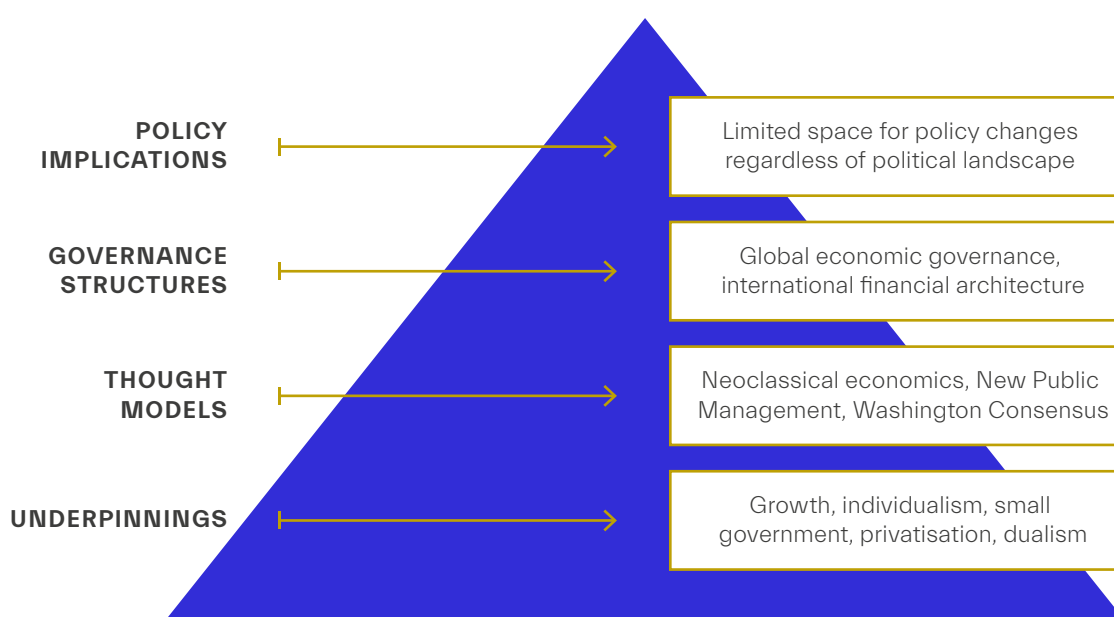 POLICY
IMPLICATIONS
Limited space for policy changes
regardless of political landscape
GOVERNANCE
STRUCTURES
Global economic governance,
international financial architecture
THOUGHT
MODELS
Neoclassical economics, New Public
Management, Washington Consensus
UNDERPINNINGS
Growth, individualism, small
government, privatisation, dualism